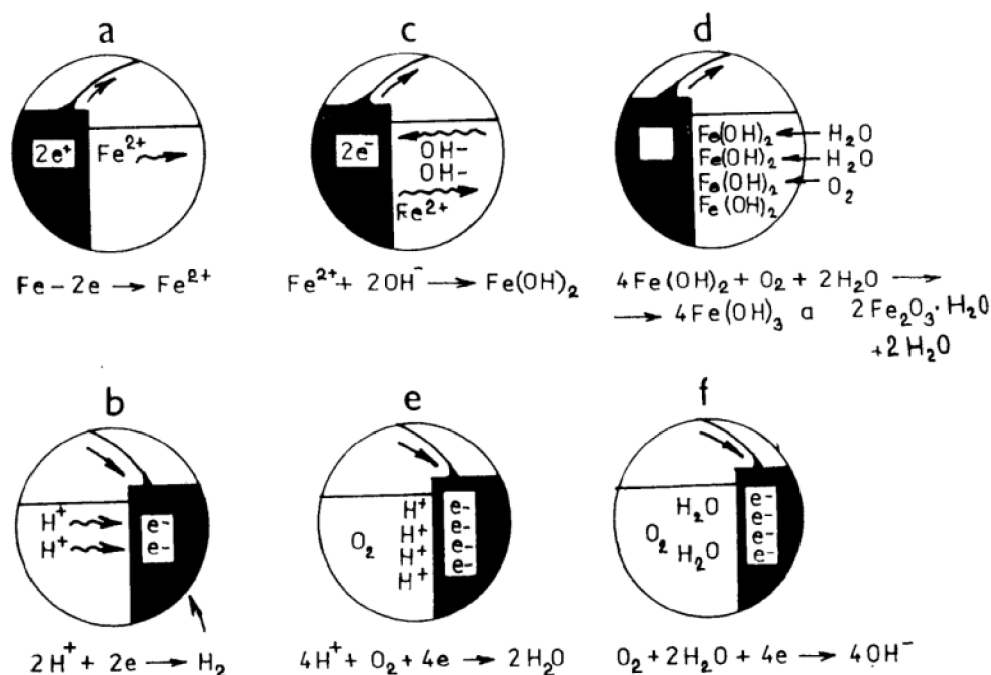 a
2e⁺
Fe²⁺
Fe – 2e → Fe²⁺
c
2e⁻
OH–
OH–
Fe²⁺
Fe²⁺ + 2OH⁻ → Fe(OH)₂
d
Fe(OH)₂ ← H₂O
Fe(OH)₂ ← H₂O
Fe(OH)₂ ← O₂
Fe(OH)₂
4Fe(OH)₂ + O₂ + 2H₂O →
→ 4Fe(OH)₃ a 2Fe₂O₃·H₂O
+2H₂O
b
H⁺ e–
H⁺ e–
2H⁺ + 2e → H₂
e
H⁺ e–
O₂ H⁺ e–
H⁺ e–
H⁺ e–
4H⁺ + O₂ + 4e → 2H₂O
f
H₂O e–
O₂ e–
H₂O e–
e–
O₂ + 2H₂O + 4e → 4OH⁻